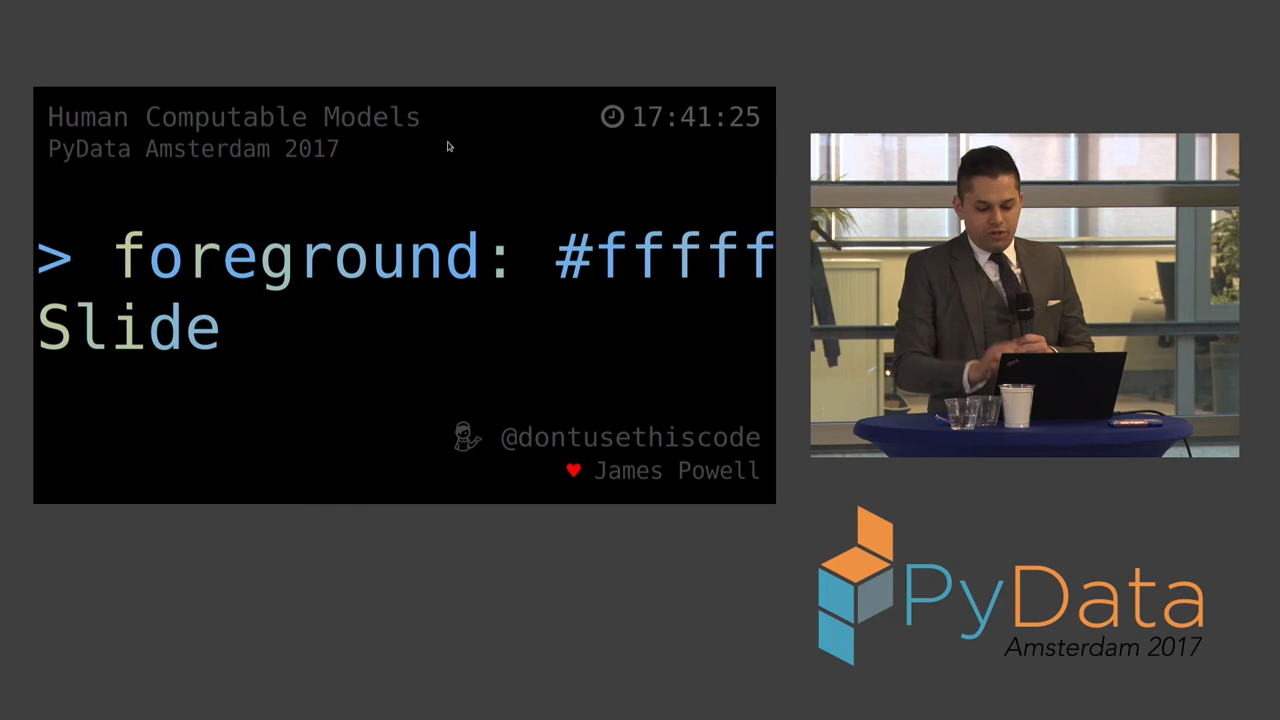 Human Computable Models
17:41:25
PyData Amsterdam 2017
> foreground: #fffff
Slide
@dontusethiscode
♥ James Powell
PyData
Amsterdam 2017